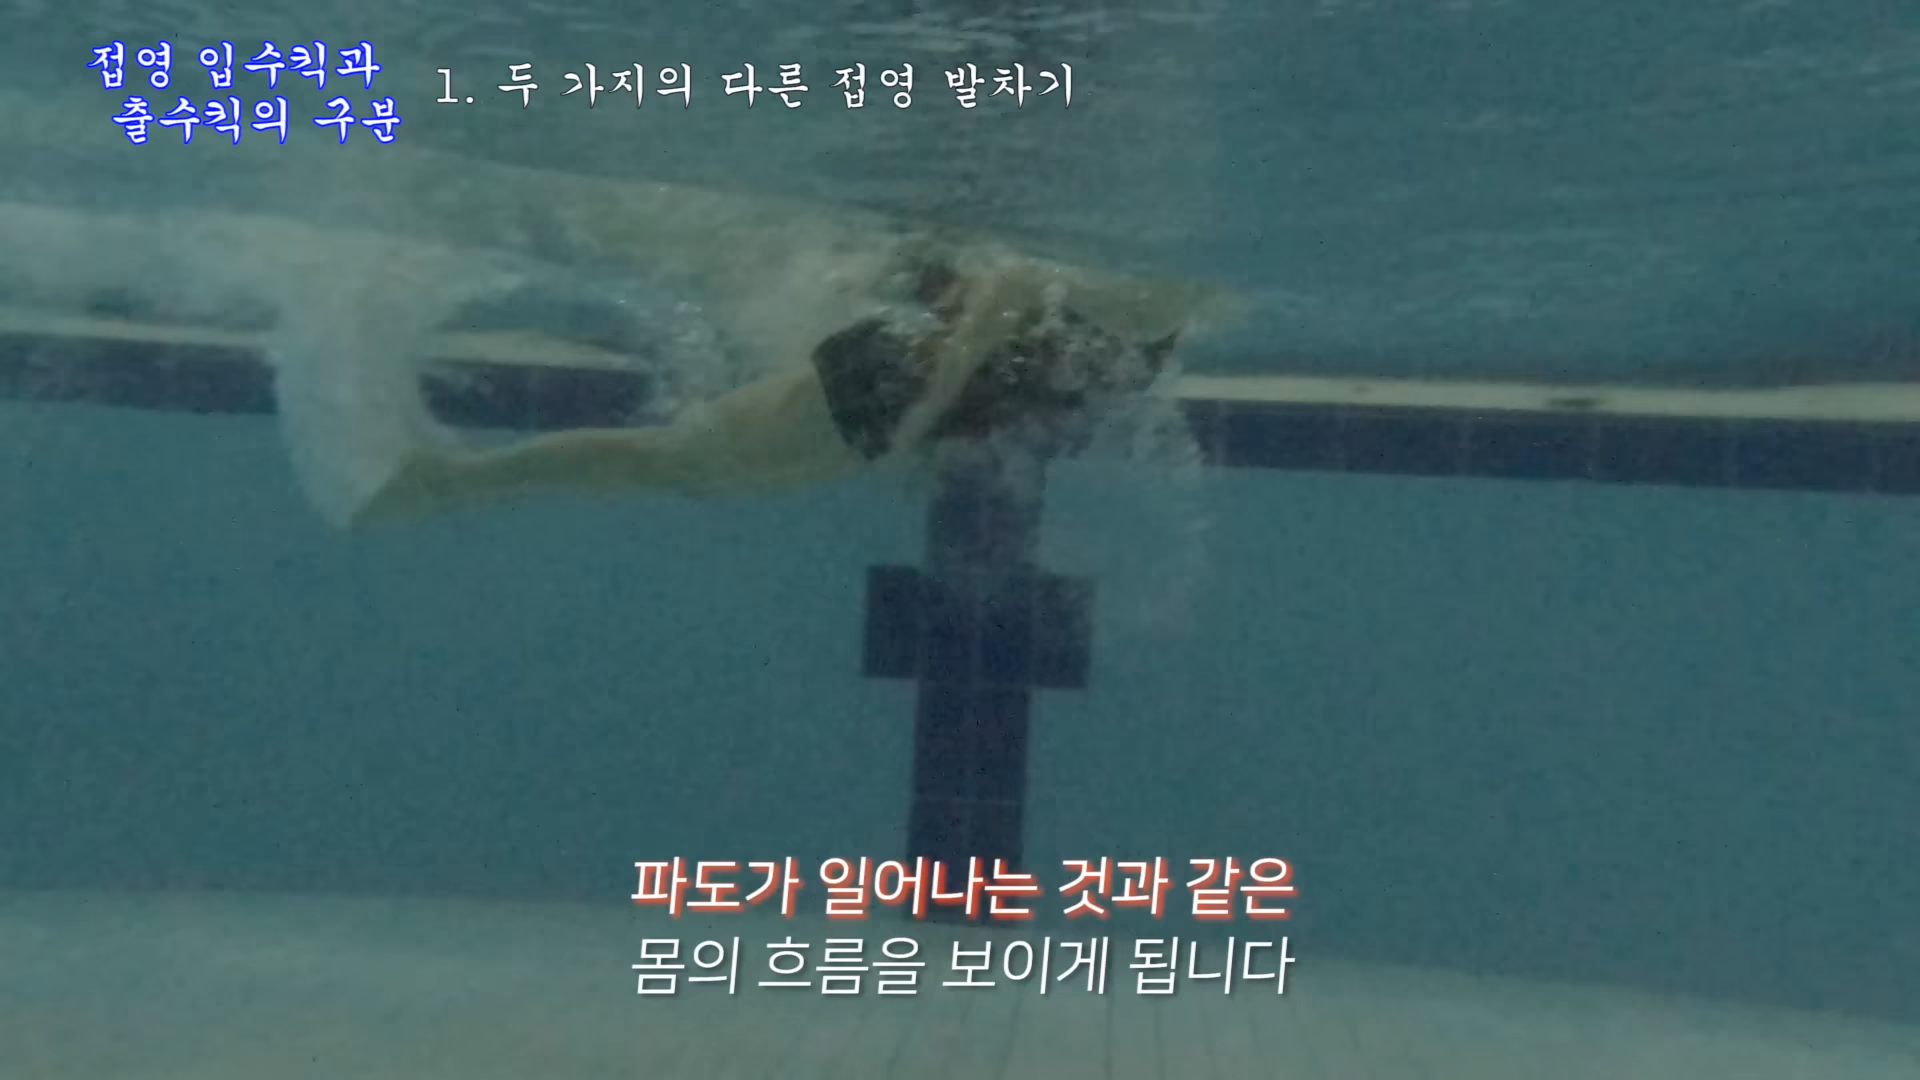 접영 입수킥과
출수킥의 구분
1. 두 가지의 다른 접영 발차기
파도가 일어나는 것과 같은
몸의 흐름을 보이게 됩니다